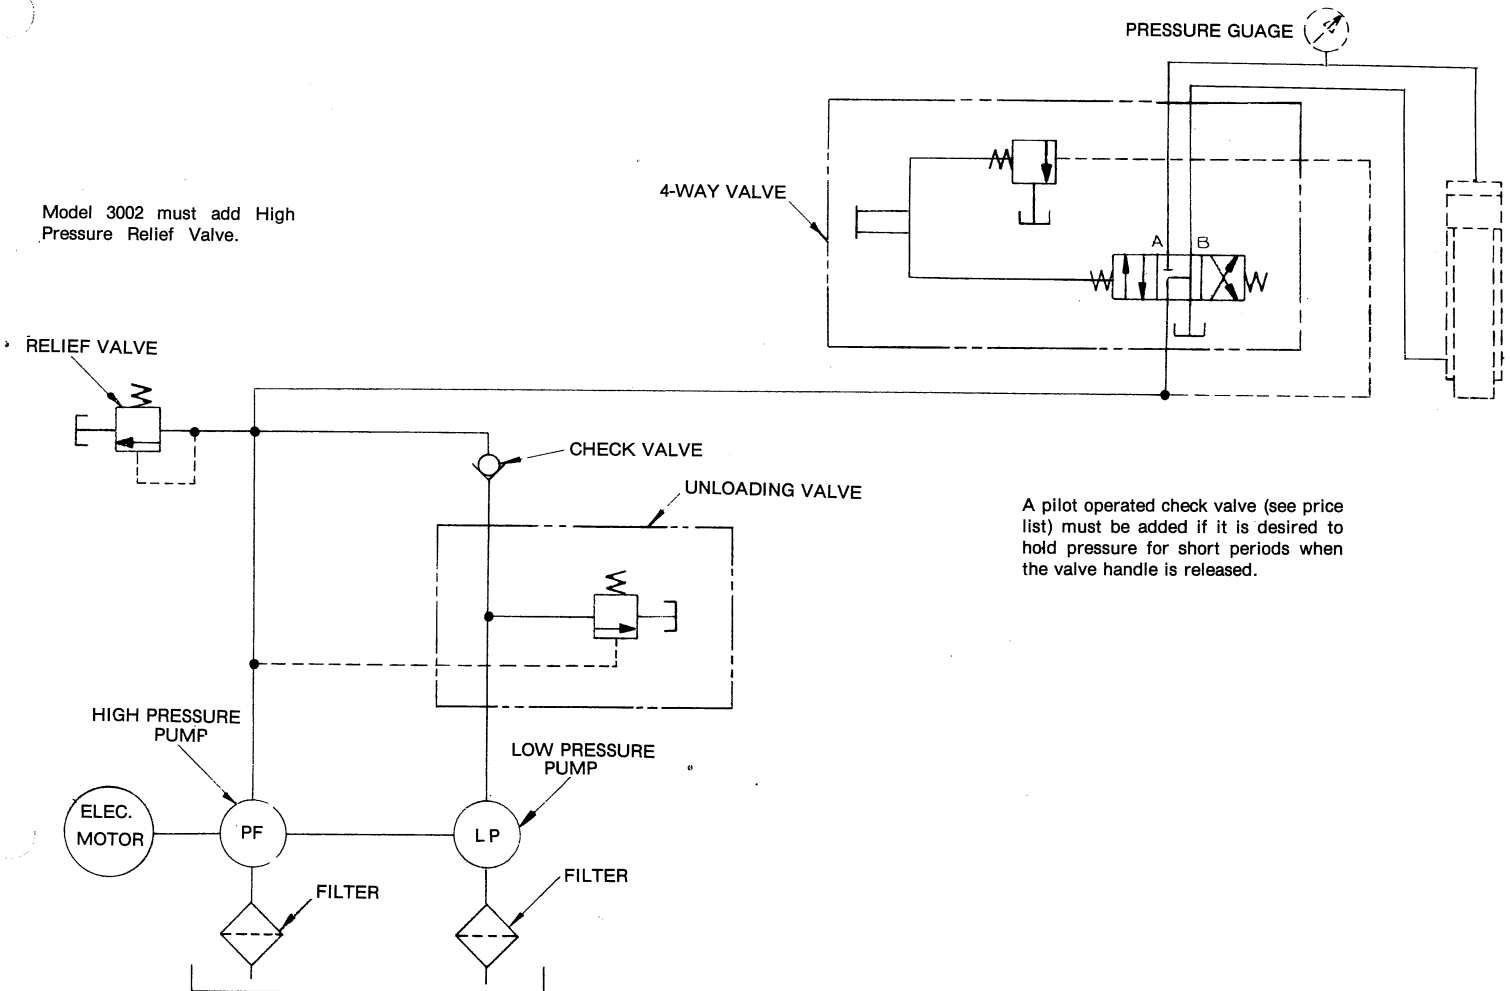 PRESSURE GUAGE
4-WAY VALVE
Model 3002 must add High
Pressure Relief Valve.
A B
RELIEF VALVE
CHECK VALVE
UNLOADING VALVE
A pilot operated check valve (see price
list) must be added if it is desired to
hold pressure for short periods when
the valve handle is released.
HIGH PRESSURE
PUMP
LOW PRESSURE
PUMP
ELEC.
MOTOR
PF
LP
FILTER
FILTER